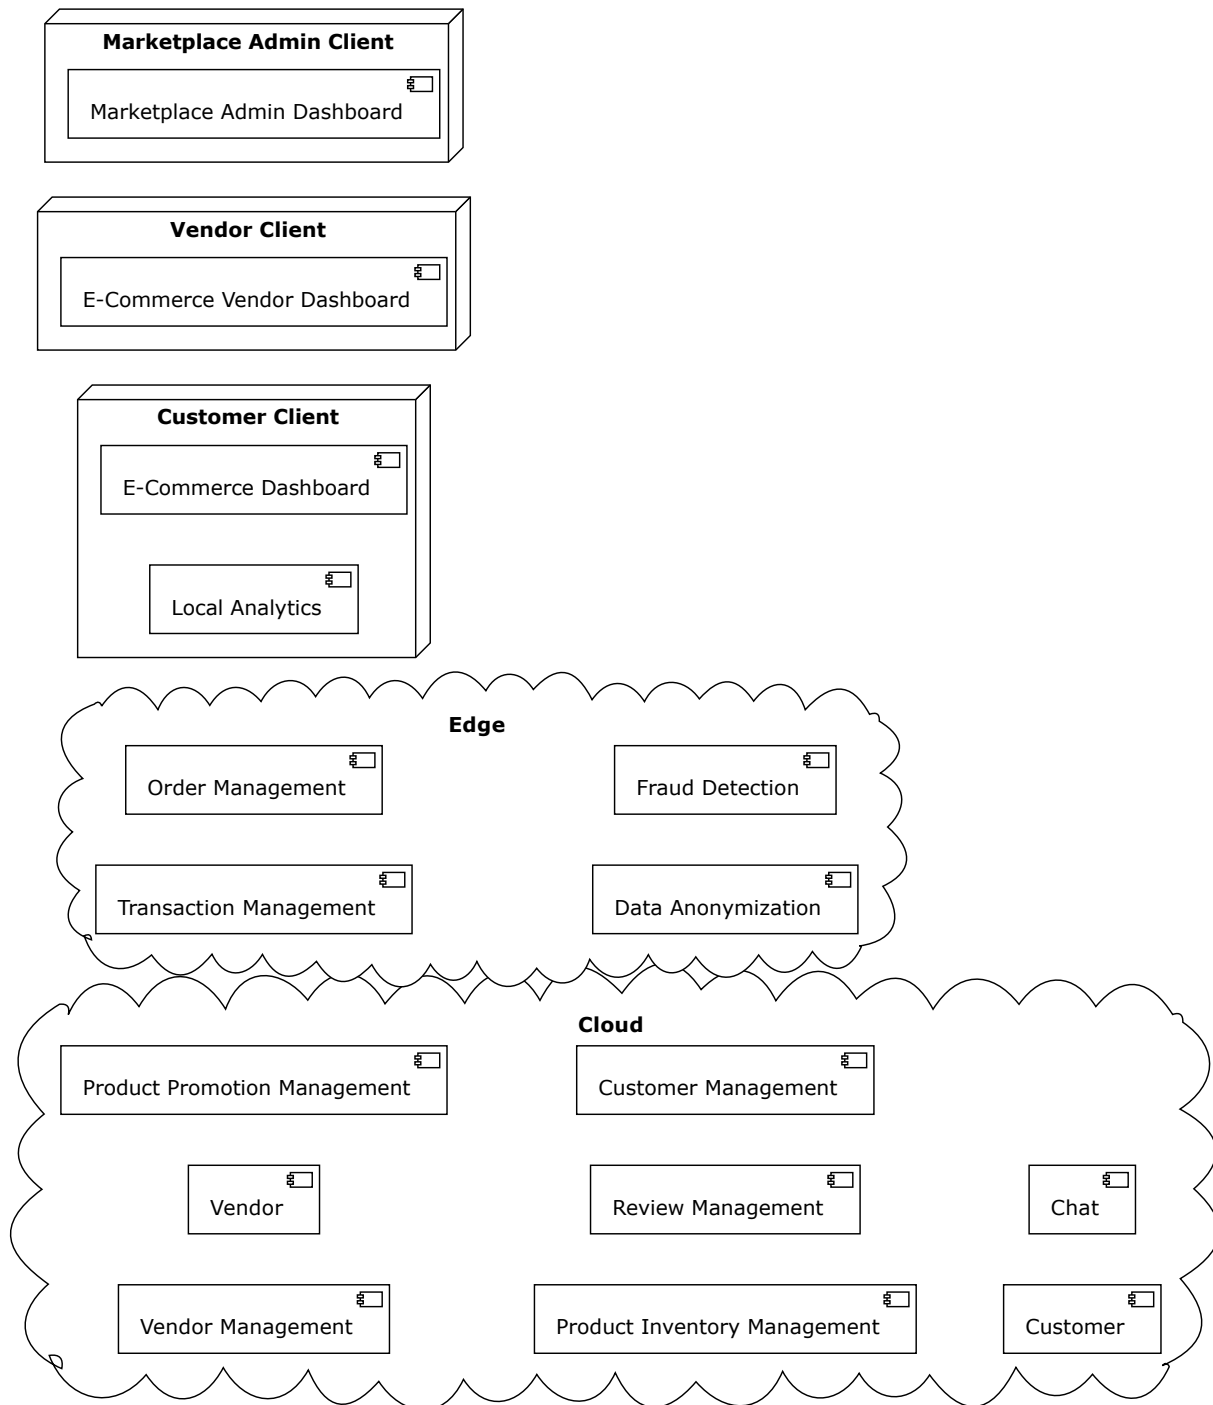 Marketplace Admin Client
Marketplace Admin Dashboard
Vendor Client
E-Commerce Vendor Dashboard
Customer Client
E-Commerce Dashboard
Local Analytics
Edge
Order Management
Fraud Detection
Transaction Management
Data Anonymization
Cloud
Product Promotion Management
Customer Management
Vendor
Review Management
Chat
Vendor Management
Product Inventory Management
Customer